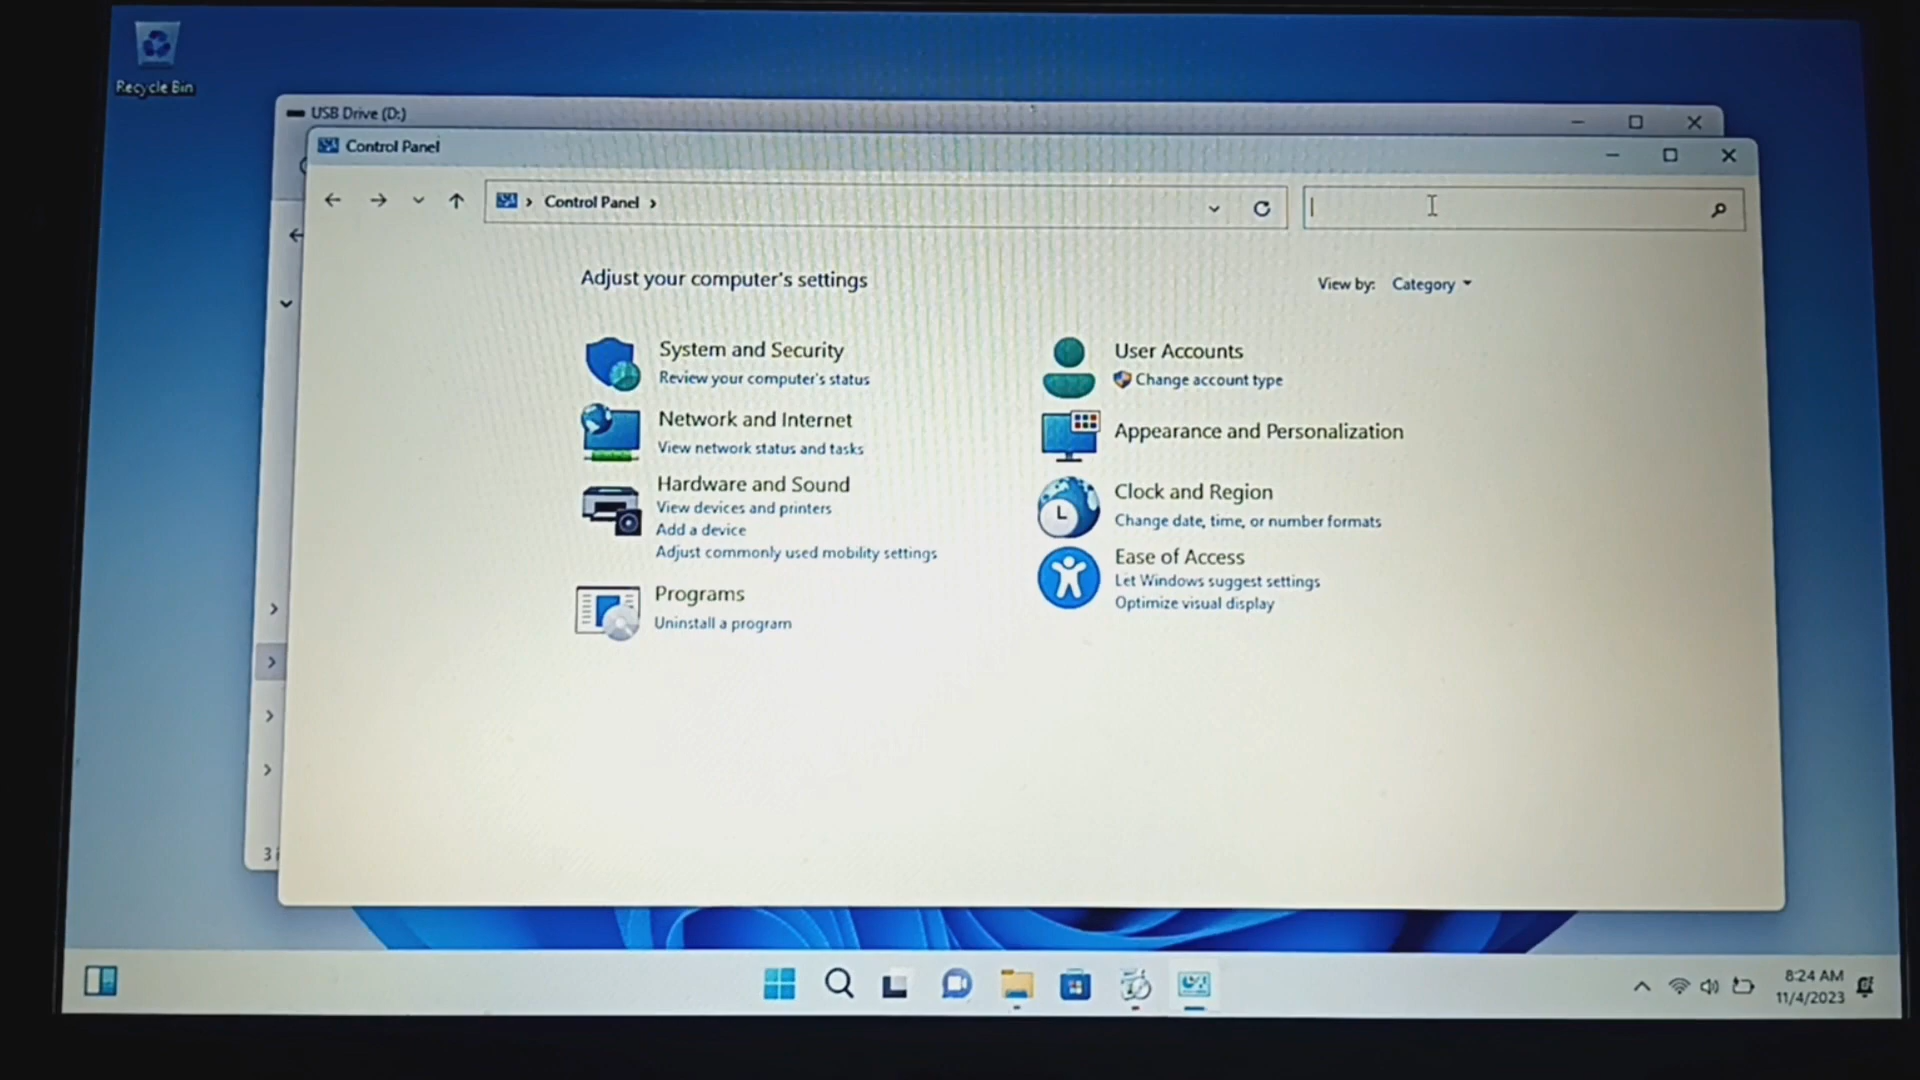 Recycle Bin
USB Drive (D:)
Control Panel
Control Panel
Adjust your computer's settings
View by: Category
System and Security
Review your computer's status
Network and Internet
View network status and tasks
Hardware and Sound
View devices and printers
Add a device
Adjust commonly used mobility settings
Programs
Uninstall a program
User Accounts
Change account type
Appearance and Personalization
Clock and Region
Change date, time, or number formats
Ease of Access
Let Windows suggest settings
Optimize visual display
3 i
8:24 AM
11/4/2023